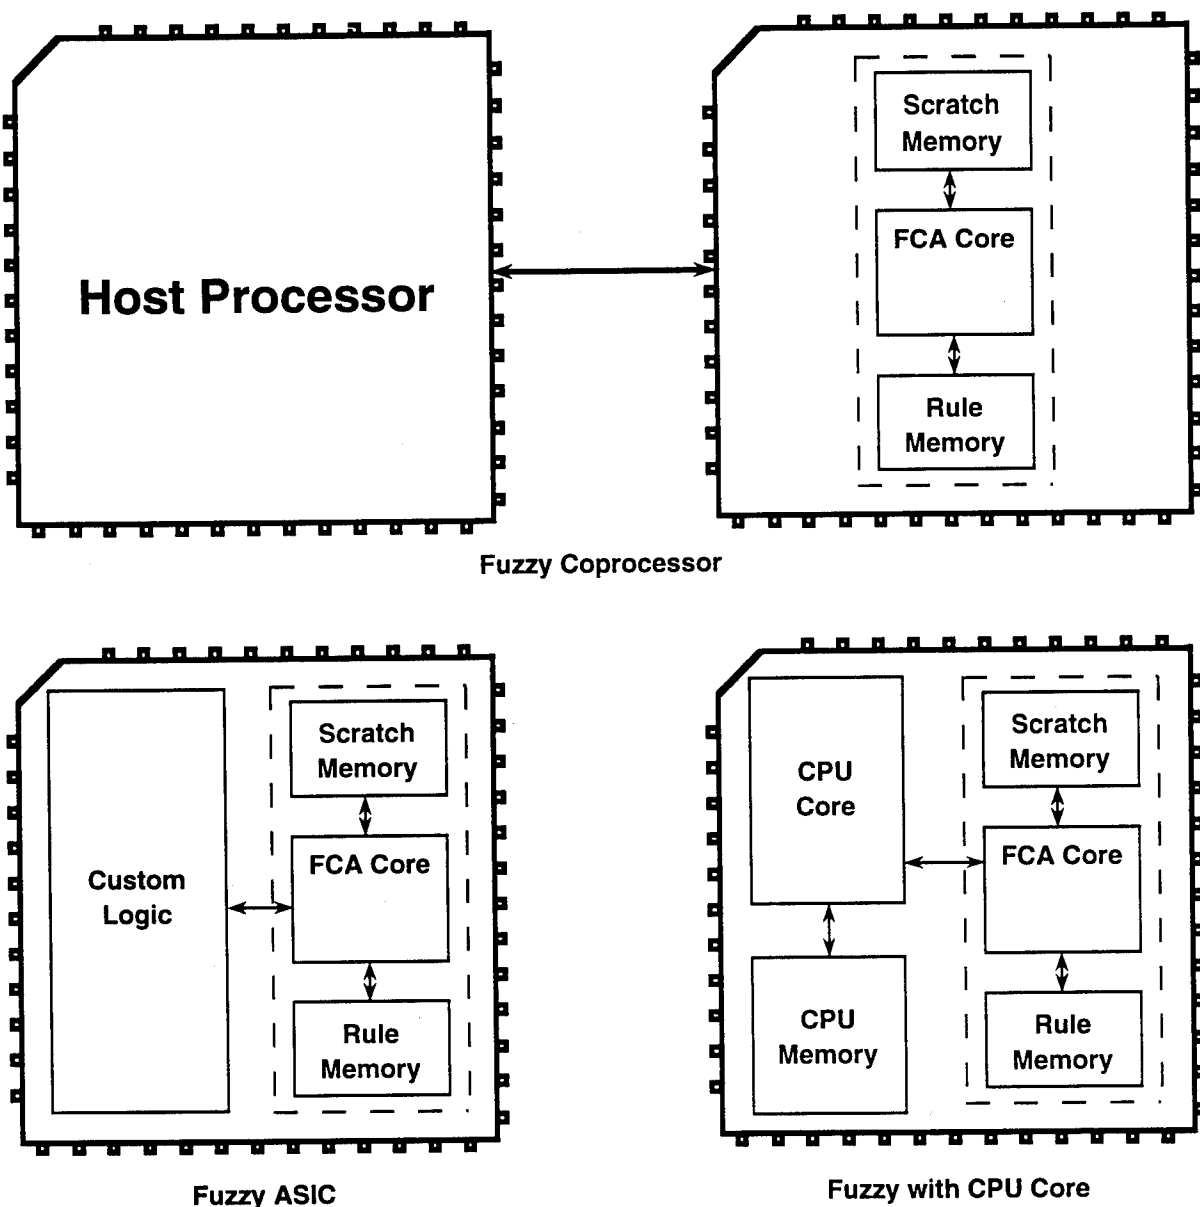 Host Processor
Scratch
Memory
FCA Core
Rule
Memory
Fuzzy Coprocessor
Custom
Logic
Scratch
Memory
FCA Core
Rule
Memory
Fuzzy ASIC
CPU
Core
CPU
Memory
Scratch
Memory
FCA Core
Rule
Memory
Fuzzy with CPU Core